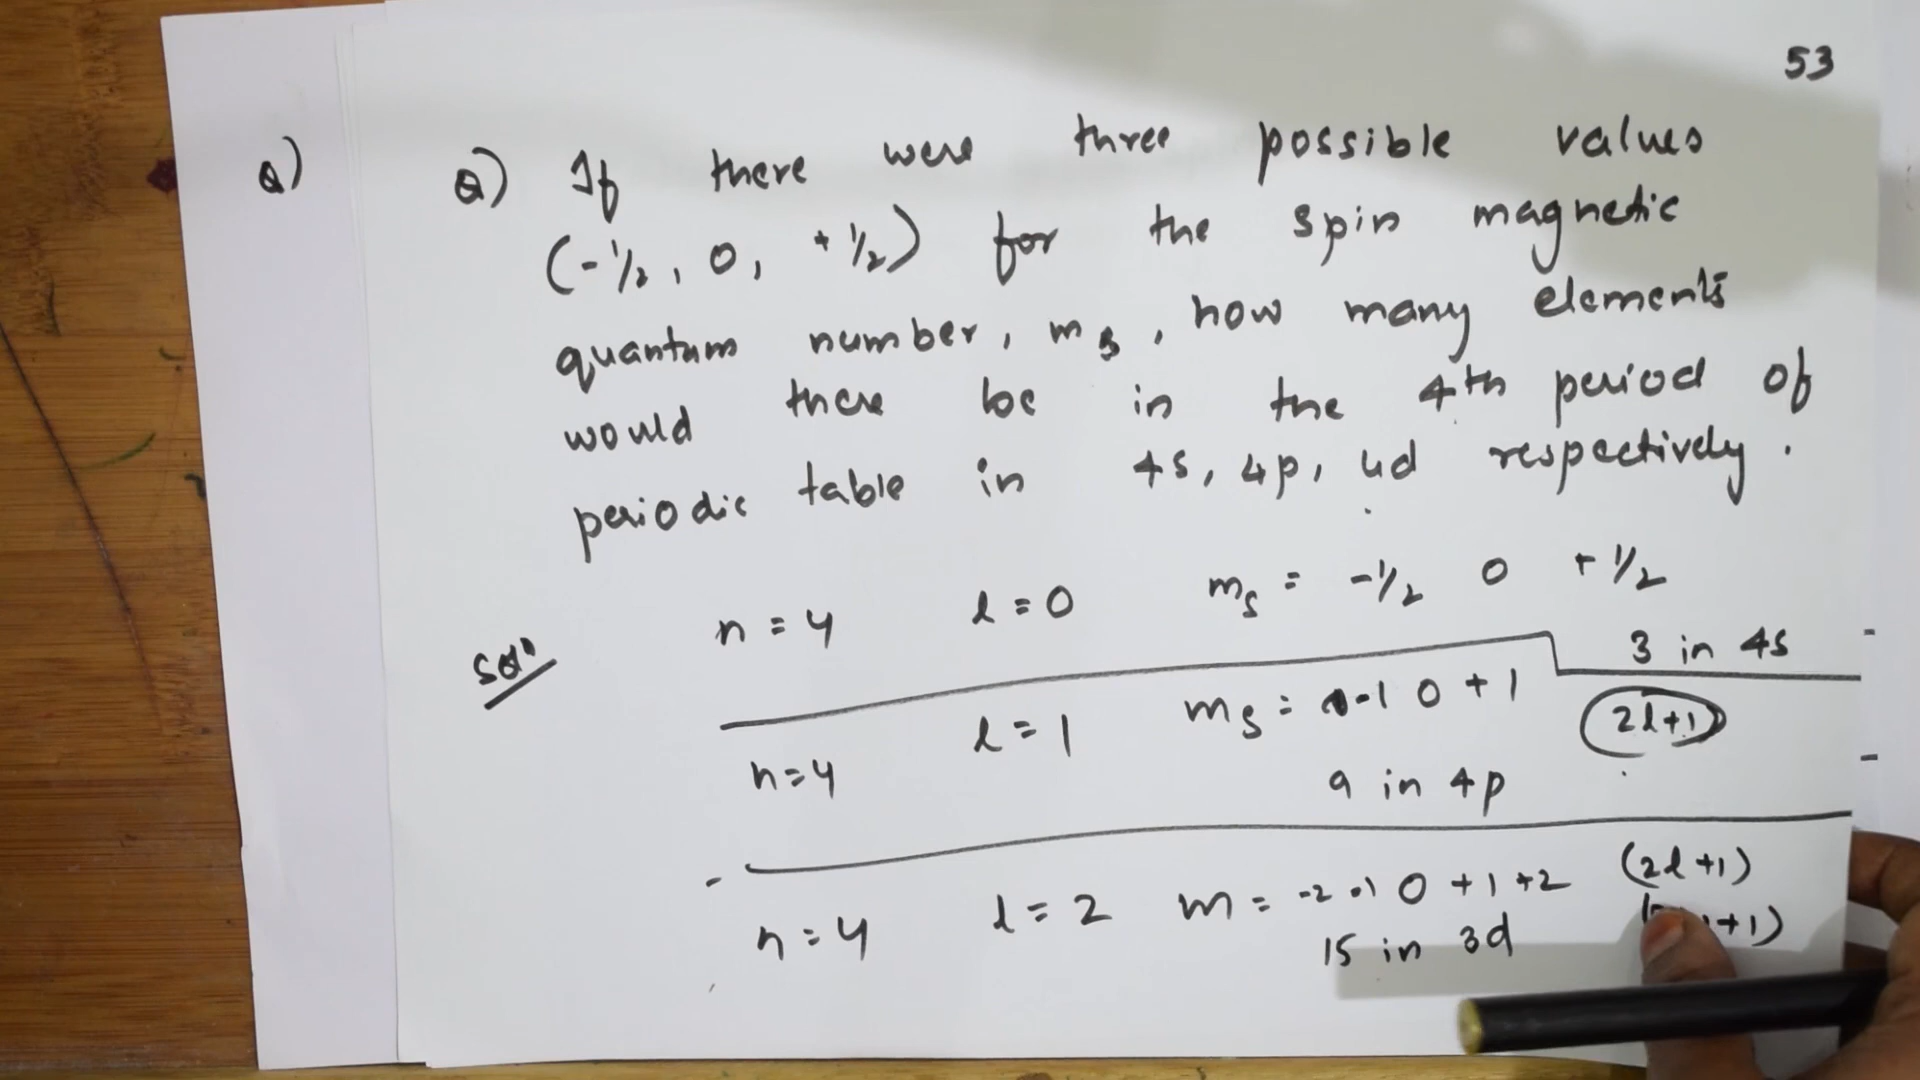 53
Q)
Q) If there were three possible values
(-1/2, 0, +1/2) for the spin magnetic
quantum number, ms, how many elements
would there be in the 4th period of
periodic table in 4s, 4p, 4d respectively.
Soln
n = 4 l = 0 ms = -1/2 0 +1/2
3 in 4s
n=4 l = 1 ms = -1 0 +1 (2l+1)
9 in 4p
n = 4 l = 2 m = -2 -1 0 +1 +2 (2l+1)
15 in 3d +1)